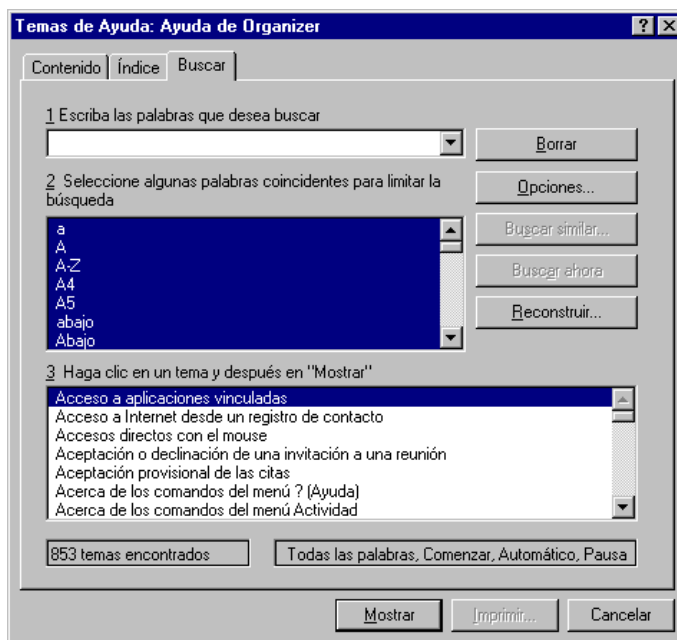 Temas de Ayuda: Ayuda de Organizer
Contenido Índice Buscar
1 Escriba las palabras que desea buscar
Borrar
2 Seleccione algunas palabras coincidentes para limitar la
búsqueda
Opciones...
a
A
A-Z
A4
A5
abajo
Abajo
Buscar similar...
Buscar ahora
Reconstruir...
3 Haga clic en un tema y después en "Mostrar"
Acceso a aplicaciones vinculadas
Acceso a Internet desde un registro de contacto
Accesos directos con el mouse
Aceptación o declinación de una invitación a una reunión
Aceptación provisional de las citas
Acerca de los comandos del menú ? (Ayuda)
Acerca de los comandos del menú Actividad
853 temas encontrados
Todas las palabras, Comenzar, Automático, Pausa
Mostrar Imprimir... Cancelar